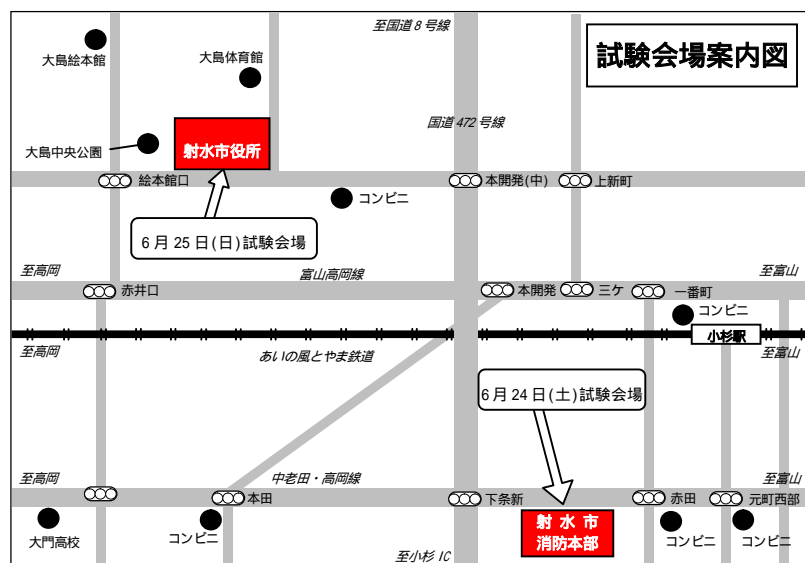 至国道8号線
試験会場案内図
大島絵本館
大島体育館
国道472号線
大島中央公園
射水市役所
絵本館口
本開発(中)
上新町
コンビニ
6月25日(日)試験会場
至高岡
富山高岡線
至富山
赤井口
本開発
三ケ
一番町
コンビニ
小杉駅
至高岡
あいの風とやま鉄道
至富山
6月24日(土)試験会場
至高岡
中老田・高岡線
至富山
本田
下条新
赤田
元町西部
大門高校
コンビニ
射水市
消防本部
コンビニ
コンビニ
至小杉IC